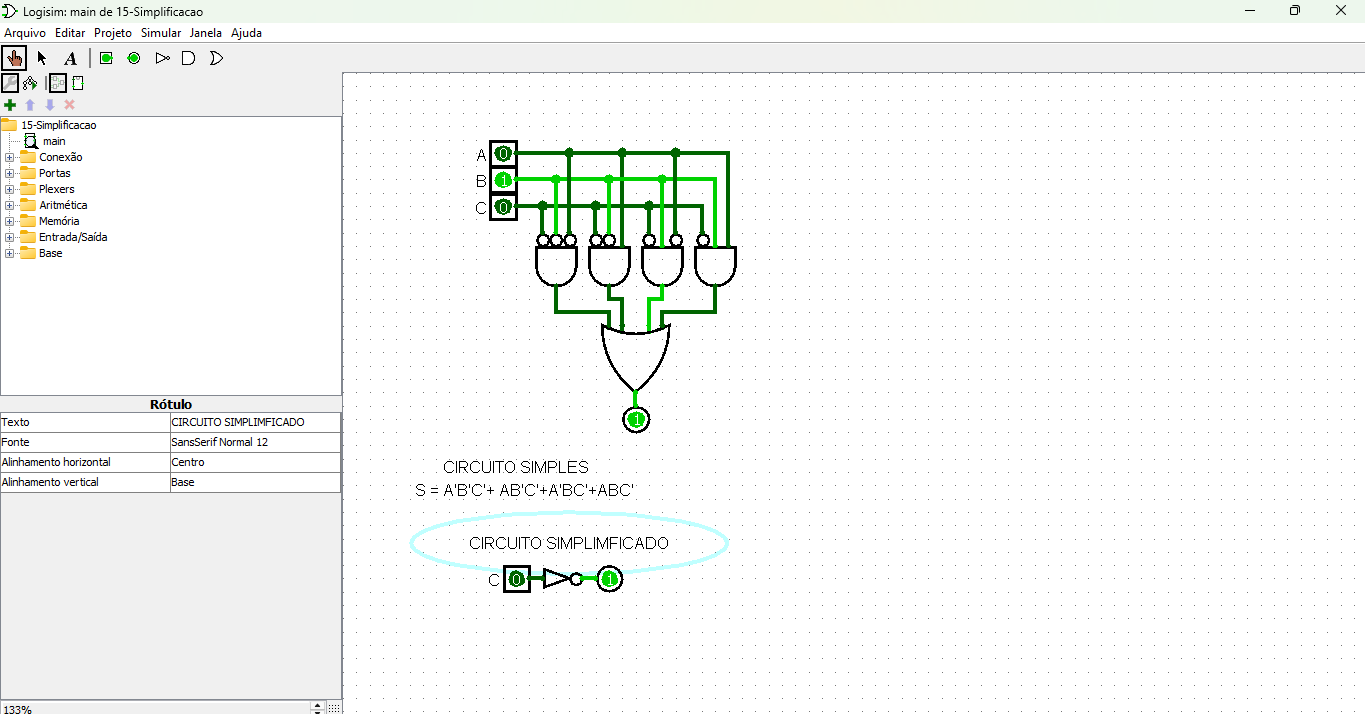 Logisim: main de 15-Simplificacao
Arquivo Editar Projeto Simular Janela Ajuda
A
15-Simplificacao
main
Conexão
Portas
Plexers
Aritmética
Memória
Entrada/Saída
Base
Rótulo
Texto CIRCUITO SIMPLIMFICADO
Fonte SansSerif Normal 12
Alinhamento horizontal Centro
Alinhamento vertical Base
133%
A 0
B 1
C 0
1
CIRCUITO SIMPLES
S = A'B'C'+ AB'C'+A'BC'+ABC'
CIRCUITO SIMPLIMFICADO
C 0 1